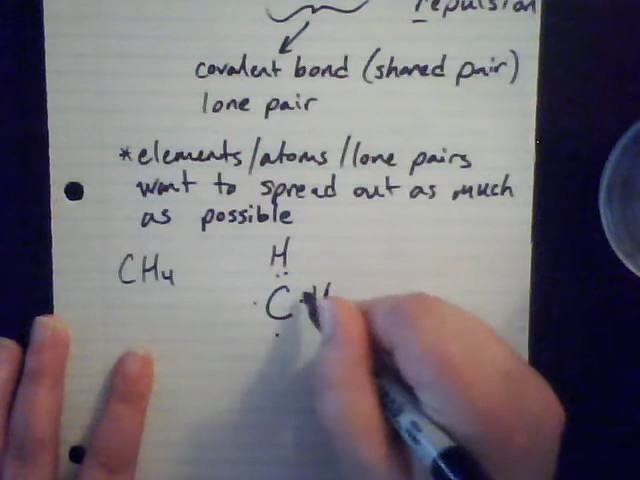 repulsion
covalent bond (shared pair)
lone pair
*elements/atoms/lone pairs
want to spread out as much
as possible
H
CH4
C H